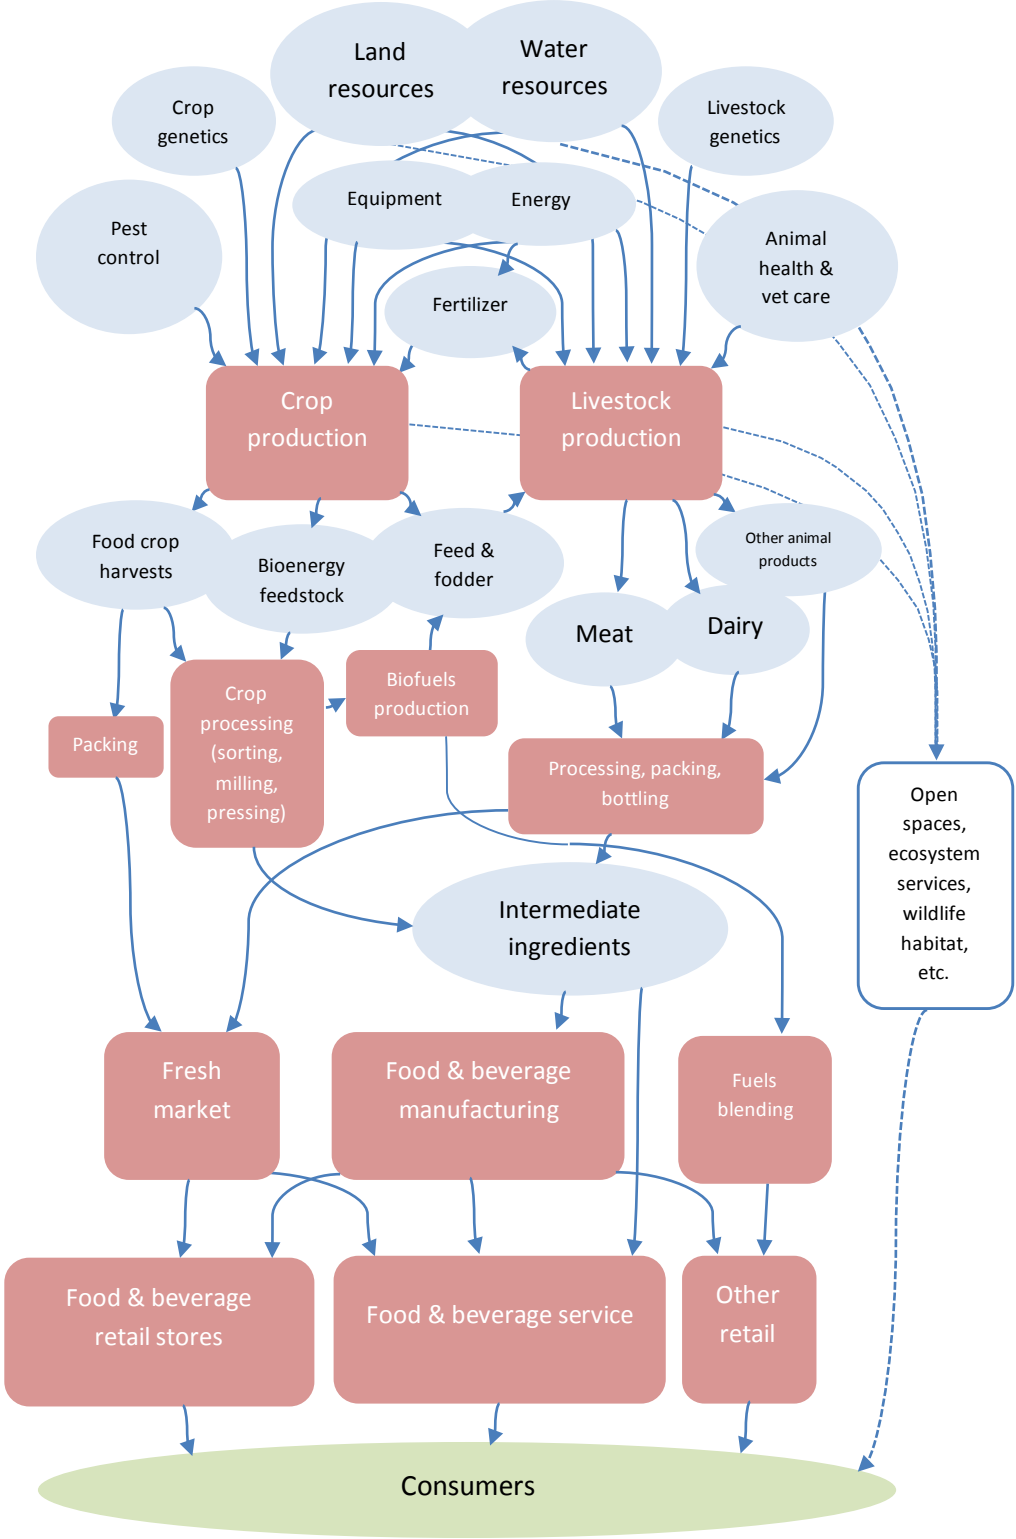 Land
resources
Water
resources
Crop
genetics
Livestock
genetics
Equipment
Energy
Pest
control
Animal
health &
vet care
Fertilizer
Crop
production
Livestock
production
Food crop
harvests
Bioenergy
feedstock
Feed &
fodder
Other animal
products
Meat
Dairy
Packing
Crop
processing
(sorting,
milling,
pressing)
Biofuels
production
Processing, packing,
bottling
Open
spaces,
ecosystem
services,
wildlife
habitat,
etc.
Intermediate
ingredients
Fresh
market
Food & beverage
manufacturing
Fuels
blending
Food & beverage
retail stores
Food & beverage service
Other
retail
Consumers